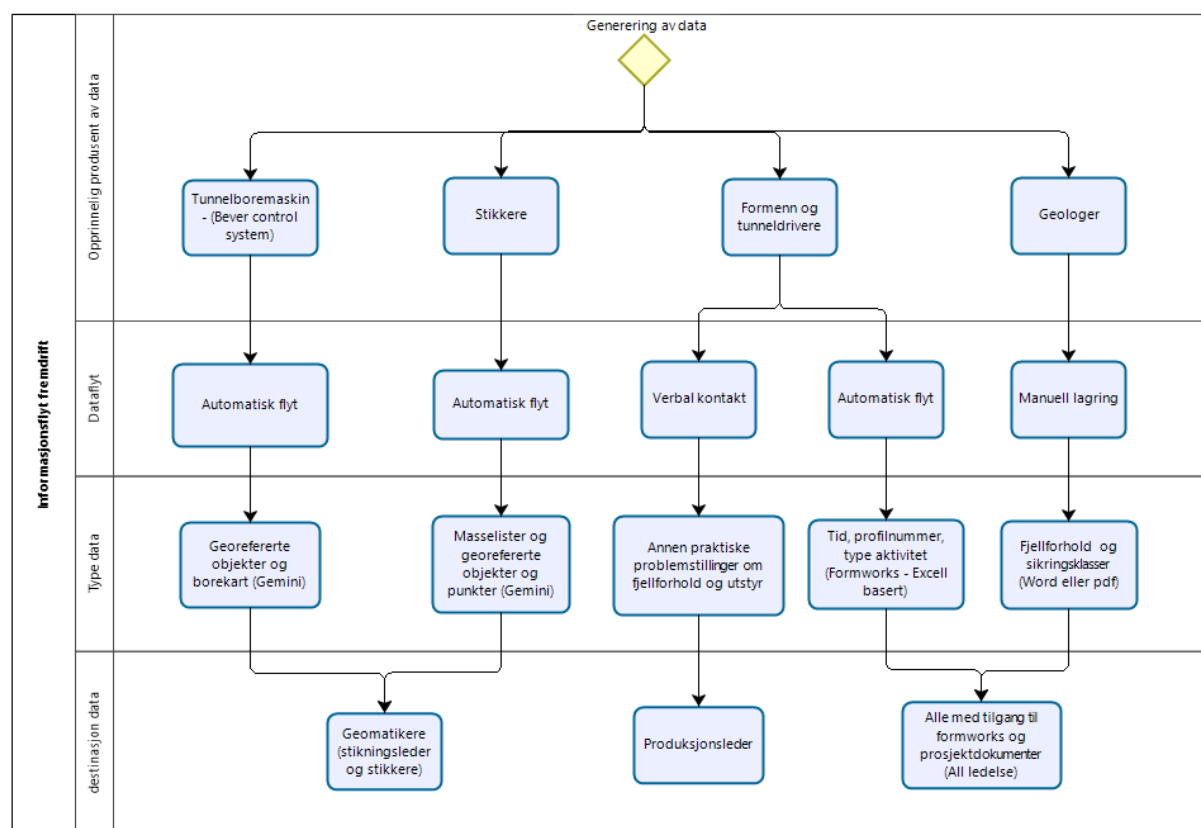 Generering av data
Informasjonsflyt fremdrift
Opprinnelig produsent av data
Tunnelboremaskin
- (Bever control
system)
Stikkere
Formenn og
tunneldrivere
Geologer
Dataflyt
Automatisk flyt
Automatisk flyt
Verbal kontakt
Automatisk flyt
Manuell lagring
Type data
Georefererte
objekter og
borekart (Gemini)
Masselister og
georefererte
objekter og
punkter (Gemini)
Annen praktiske
problemstillinger om
fjellforhold og utstyr
Tid, profilnummer,
type aktivitet
(Formworks - Excell
basert)
Fjellforhold og
sikringsklasser
(Word eller pdf)
destinasjon data
Geomatikere
(stikningsleder
og stikkere)
Produksjonsleder
Alle med tilgang til
formworks og
prosjektdokumenter
(All ledelse)